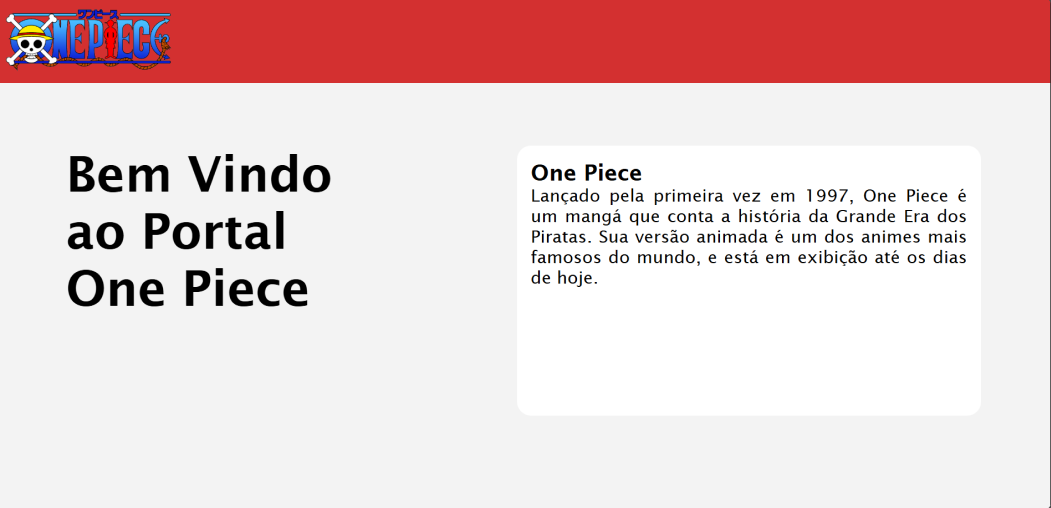 ワンピース
ONE PIECE
Bem Vindo
ao Portal
One Piece
One Piece
Lançado pela primeira vez em 1997, One Piece é
um mangá que conta a história da Grande Era dos
Piratas. Sua versão animada é um dos animes mais
famosos do mundo, e está em exibição até os dias
de hoje.